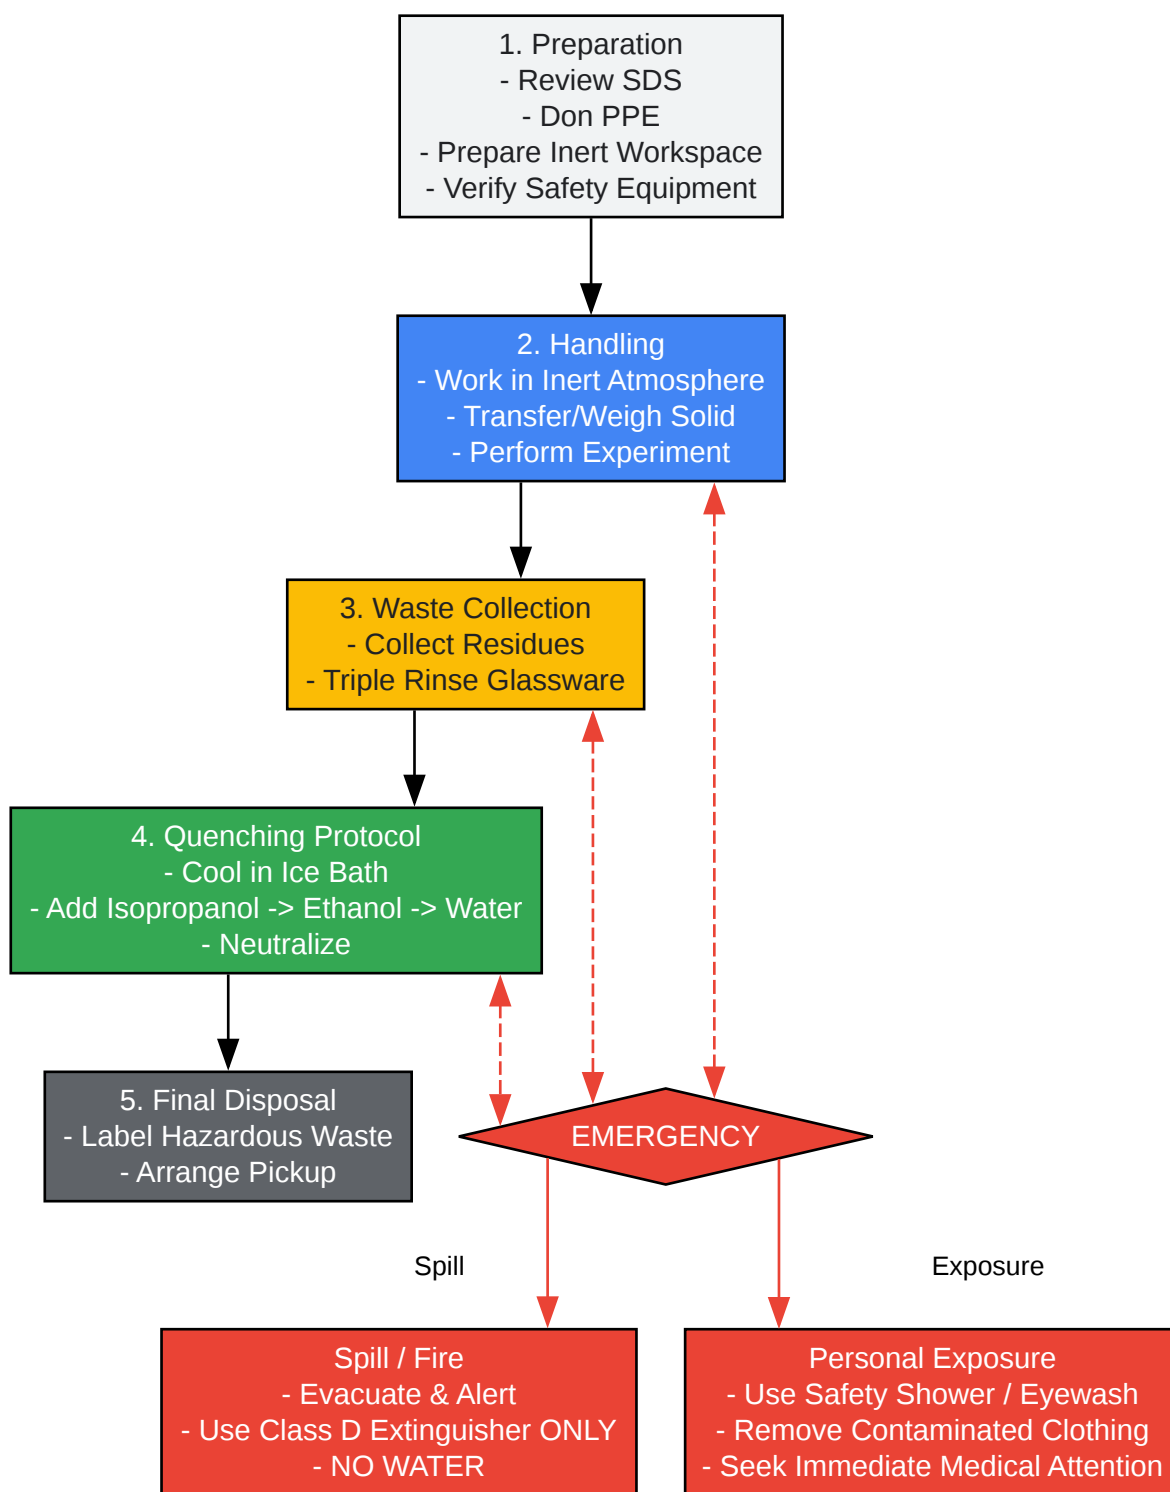 1. Preparation
- Review SDS
- Don PPE
- Prepare Inert Workspace
- Verify Safety Equipment
2. Handling
- Work in Inert Atmosphere
- Transfer/Weigh Solid
- Perform Experiment
3. Waste Collection
- Collect Residues
- Triple Rinse Glassware
4. Quenching Protocol
- Cool in Ice Bath
- Add Isopropanol -> Ethanol -> Water
- Neutralize
5. Final Disposal
- Label Hazardous Waste
- Arrange Pickup
EMERGENCY
Spill
Exposure
Spill / Fire
- Evacuate & Alert
- Use Class D Extinguisher ONLY
- NO WATER
Personal Exposure
- Use Safety Shower / Eyewash
- Remove Contaminated Clothing
- Seek Immediate Medical Attention